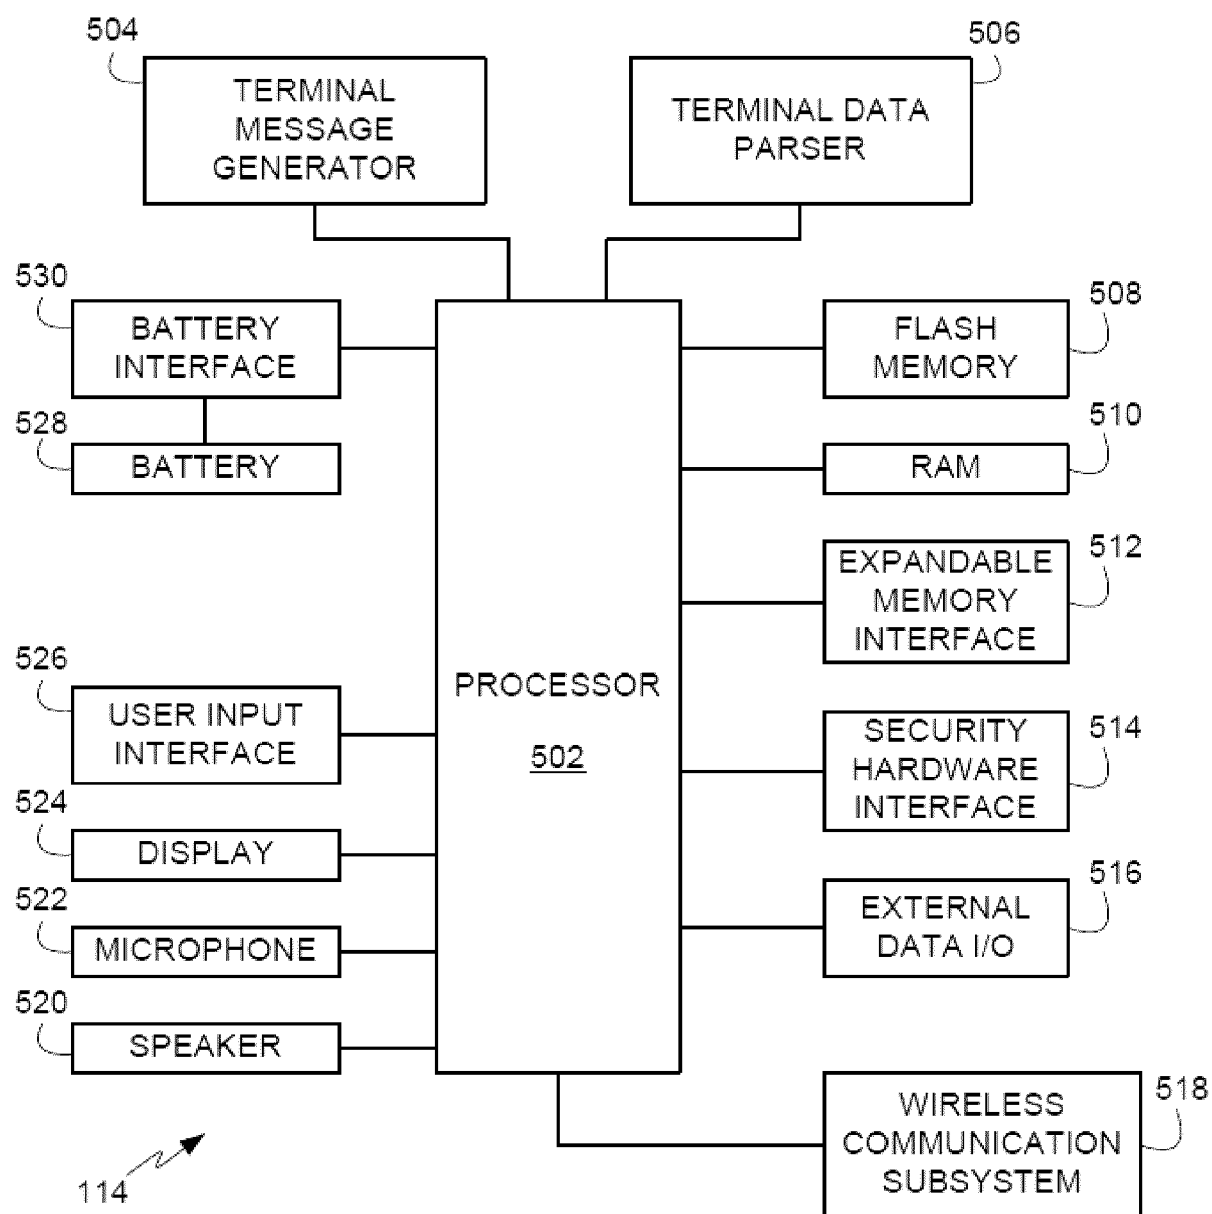 504
TERMINAL
MESSAGE
GENERATOR
506
TERMINAL DATA
PARSER
530
BATTERY
INTERFACE
528
BATTERY
526
USER INPUT
INTERFACE
524
DISPLAY
522
MICROPHONE
520
SPEAKER
PROCESSOR
502
508
FLASH
MEMORY
510
RAM
512
EXPANDABLE
MEMORY
INTERFACE
514
SECURITY
HARDWARE
INTERFACE
516
EXTERNAL
DATA I/O
518
WIRELESS
COMMUNICATION
SUBSYSTEM
114